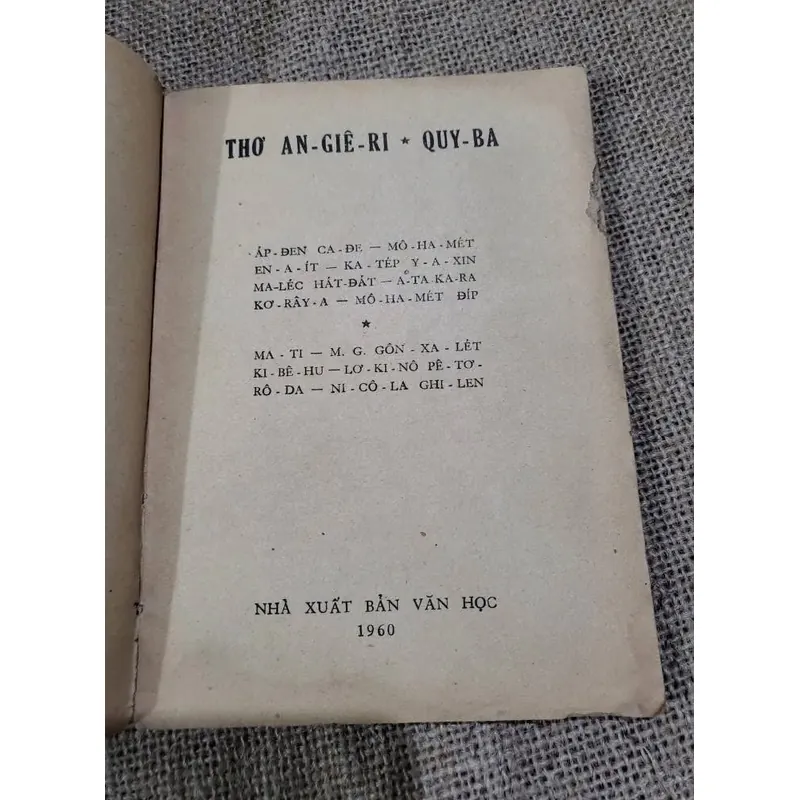 THƠ AN-GIÊ-RI ★ QUY-BA
ÁP-ĐEN CA-ĐE — MÔ-HA-MÉT
EN-A-ÍT — KA-TÉP Y-A-XIN
MA-LÉC HÁT-ĐÁT — A-TA KA-RA
KƠ-RÂY-A — MÔ-HA-MÉT ĐÍP
★
MA-TI — M. G. GÔN-XA-LÉT
KI-BÊ-HU — LƠ-KI-NÔ PÊ-TƠ-
RÔ-DA — NI-CÔ-LA GHI-LEN
NHÀ XUẤT BẢN VĂN HỌC
1960